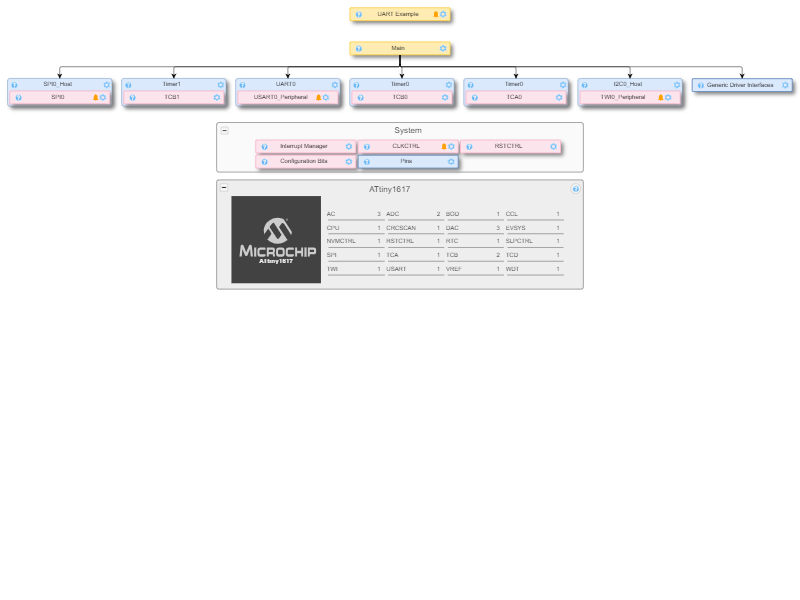 UART Example
Main
SPI0_Host
SPI0
Timer1
TCB1
UART0
USART0_Peripheral
Timer0
TCB0
Timer0
TCA0
I2C0_Host
TWI0_Peripheral
Generic Driver Interfaces
System
Interrupt Manager CLKCTRL RSTCTRL
Configuration Bits Pins
ATtiny1617
MICROCHIP
ATtiny1617
AC 3 ADC 2 BOD 1 CCL 1
CPU 1 CRCSCAN 1 DAC 3 EVSYS 1
NVMCTRL 1 RSTCTRL 1 RTC 1 SLPCTRL 1
SPI 1 TCA 1 TCB 2 TCD 1
TWI 1 USART 1 VREF 1 WDT 1